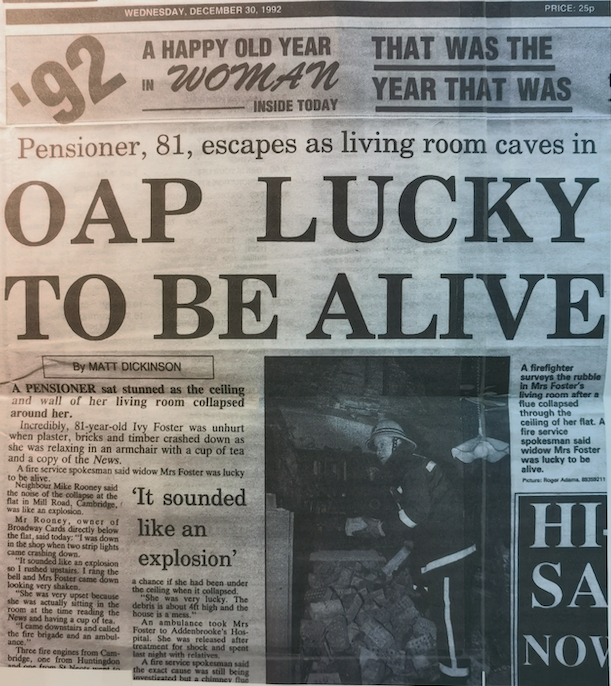 WEDNESDAY, DECEMBER 30, 1992
PRICE: 25p
'92
A HAPPY OLD YEAR
IN WOMAN
INSIDE TODAY
THAT WAS THE
YEAR THAT WAS
Pensioner, 81, escapes as living room caves in
OAP LUCKY
TO BE ALIVE
By MATT DICKINSON
A PENSIONER sat stunned as the ceiling
and wall of her living room collapsed
around her.
Incredibly, 81-year-old Ivy Foster was unhurt
when plaster, bricks and timber crashed down as
she was relaxing in an armchair with a cup of tea
and a copy of the News.
A fire service spokesman said widow Mrs Foster was lucky
to be alive.
Neighbour Mike Rooney said
the noise of the collapse at the
flat in Mill Road, Cambridge,
was like an explosion.
Mr Rooney, owner of
Broadway Cards directly below
the flat, said today: "I was down
in the shop when two strip lights
came crashing down.
"It sounded like an explosion
so I rushed upstairs. I rang the
bell and Mrs Foster came down
looking very shaken.
"She was very upset because
she was actually sitting in the
room at the time reading the
News and having a cup of tea.
"I came downstairs and called
the fire brigade and an ambul-
ance."
Three fire engines from Cam-
bridge, one from Huntingdon
and one from St Neots went to
'It sounded
like an
explosion'
a chance if she had been under
the ceiling when it collapsed.
"She was very lucky. The
debris is about 4ft high and the
house is a mess."
An ambulance took Mrs
Foster to Addenbrooke's Hos-
pital. She was released after
treatment for shock and spent
last night with relatives.
A fire service spokesman said
the exact cause was still being
investigated but a chimney flue
A firefighter
surveys the rubble
in Mrs Foster's
living room after a
flue collapsed
through the
ceiling of her flat. A
fire service
spokesman said
widow Mrs Foster
was lucky to be
alive.
Picture: Roger Adams,
HI-
SA
NOW